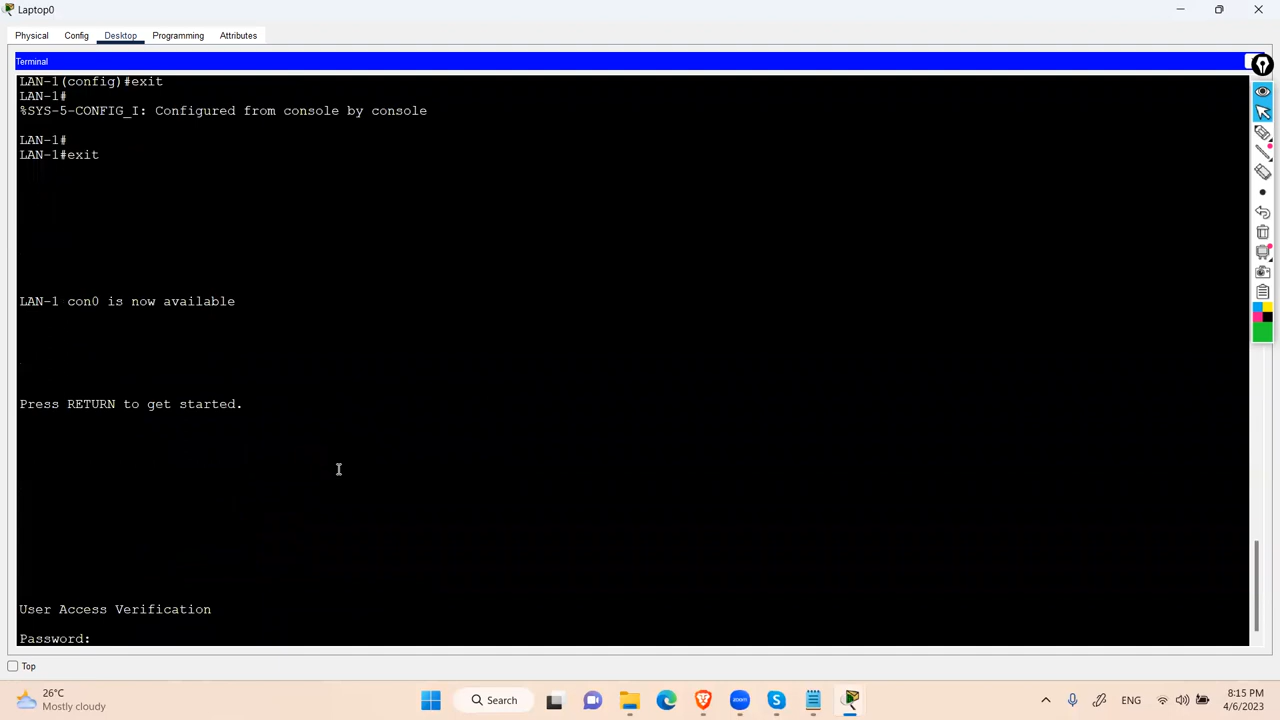 Laptop0
Physical Config Desktop Programming Attributes
Terminal
LAN-1(config)#exit
LAN-1#
%SYS-5-CONFIG_I: Configured from console by console
LAN-1#
LAN-1#exit
LAN-1 con0 is now available
Press RETURN to get started.
User Access Verification
Password:
Top
26°C
Mostly cloudy
Search
zoom
ENG
8:15 PM
4/6/2023